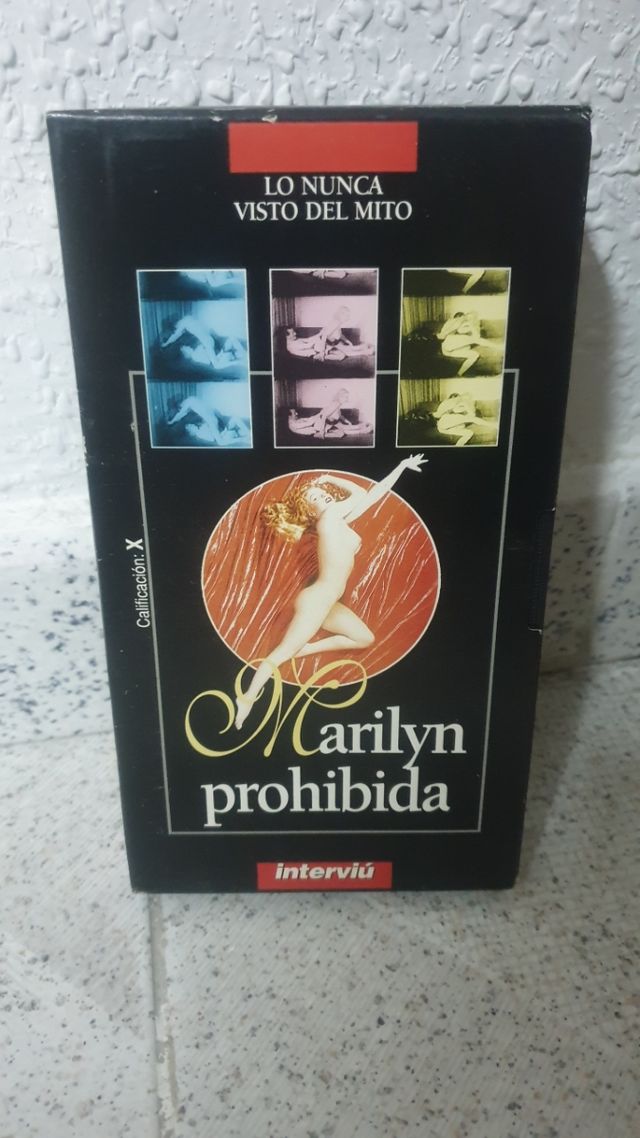 LO NUNCA
VISTO DEL MITO
Calificación: X
Marilyn
prohibida
interviú